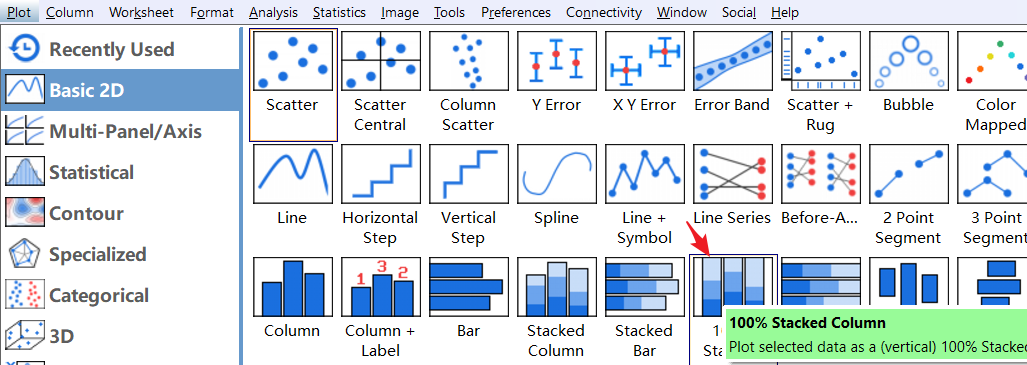 Plot Column Worksheet Format Analysis Statistics Image Tools Preferences Connectivity Window Social Help
Recently Used
Basic 2D
Multi-Panel/Axis
Statistical
Contour
Specialized
Categorical
3D
Scatter
Scatter
Central
Column
Scatter
Y Error
X Y Error
Error Band
Scatter +
Rug
Bubble
Color
Mapped
Line
Horizontal
Step
Vertical
Step
Spline
Line +
Symbol
Line Series
Before-A...
2 Point
Segment
3 Point
Segment
1 3 2
Column
Column +
Label
Bar
Stacked
Column
Stacked
Bar
100% Stacked Column
Plot selected data as a (vertical) 100% Stacked